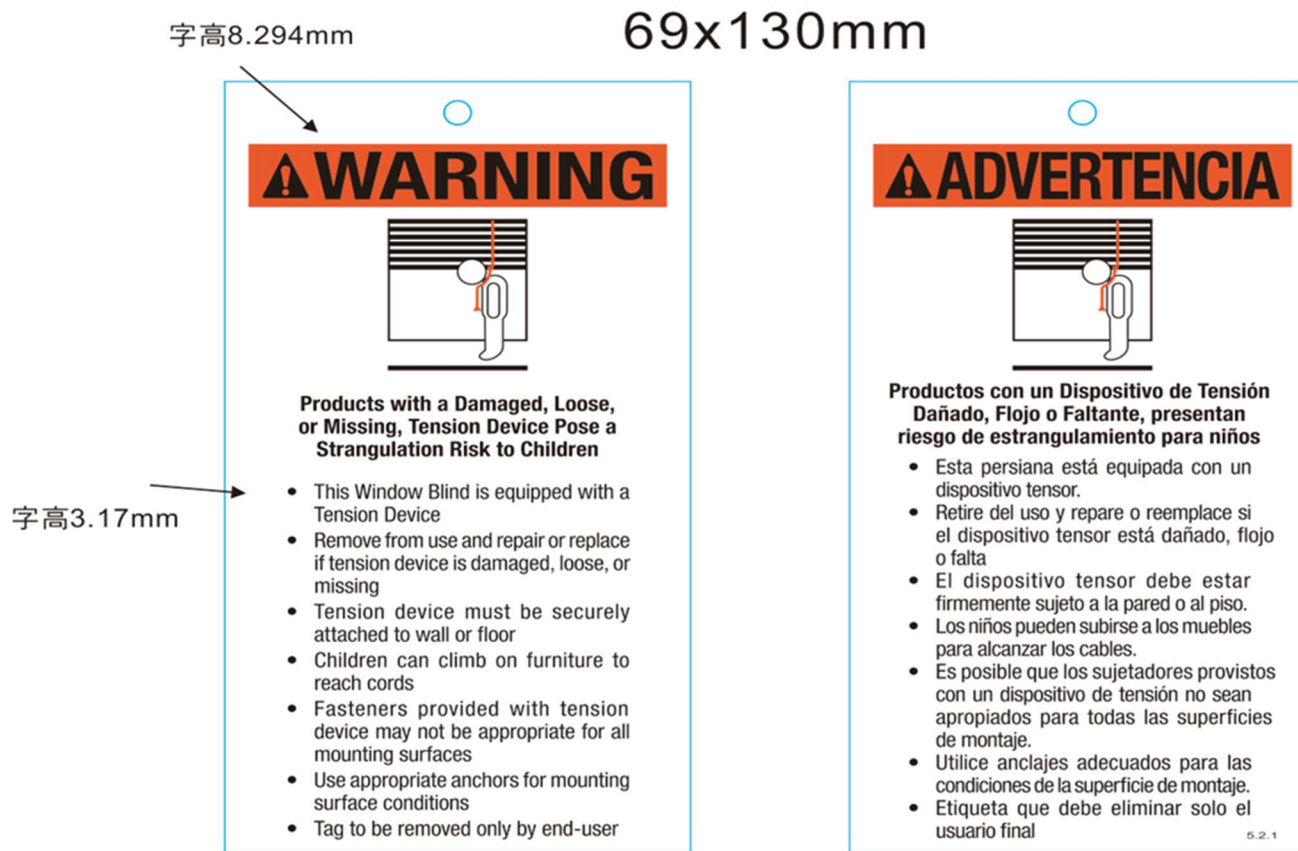 字高8.294mm
69x130mm
WARNING
Products with a Damaged, Loose,
or Missing, Tension Device Pose a
Strangulation Risk to Children
• This Window Blind is equipped with a
Tension Device
• Remove from use and repair or replace
if tension device is damaged, loose, or
missing
• Tension device must be securely
attached to wall or floor
• Children can climb on furniture to
reach cords
• Fasteners provided with tension
device may not be appropriate for all
mounting surfaces
• Use appropriate anchors for mounting
surface conditions
• Tag to be removed only by end-user
字高3.17mm
ADVERTENCIA
Productos con un Dispositivo de Tensión
Dañado, Flojo o Faltante, presentan
riesgo de estrangulamiento para niños
• Esta persiana está equipada con un
dispositivo tensor.
• Retire del uso y repare o reemplace si
el dispositivo tensor está dañado, flojo
o falta
• El dispositivo tensor debe estar
firmemente sujeto a la pared o al piso.
• Los niños pueden subirse a los muebles
para alcanzar los cables.
• Es posible que los sujetadores provistos
con un dispositivo de tensión no sean
apropiados para todas las superficies
de montaje.
• Utilice anclajes adecuados para las
condiciones de la superficie de montaje.
• Etiqueta que debe eliminar solo el
usuario final
5.2.1